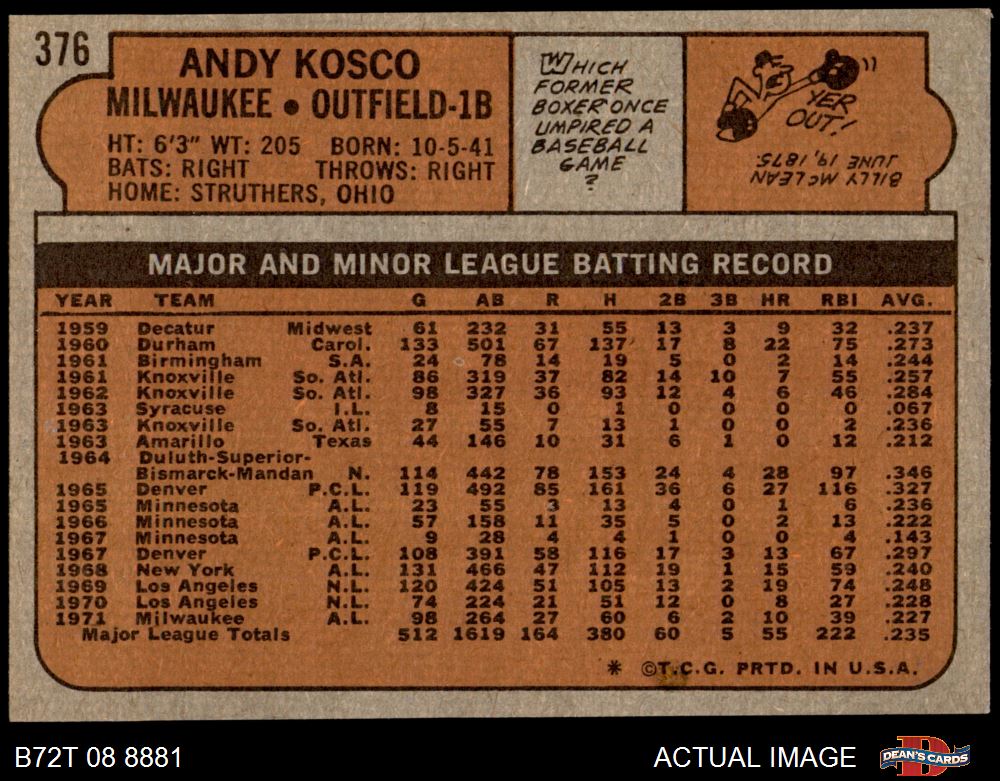 376
ANDY KOSCO
MILWAUKEE • OUTFIELD-1B
HT: 6'3" WT: 205 BORN: 10-5-41
BATS: RIGHT THROWS: RIGHT
HOME: STRUTHERS, OHIO
WHICH
FORMER
BOXER ONCE
UMPIRED A
BASEBALL
GAME
?
YER
OUT!
BILLY McLEAN
JUNE 19, 1875.
MAJOR AND MINOR LEAGUE BATTING RECORD
YEAR TEAM G AB R H 2B 3B HR RBI AVG.
1959 Decatur Midwest 61 232 31 55 13 3 9 32 .237
1960 Durham Carol. 133 501 67 137 17 8 22 75 .273
1961 Birmingham S.A. 24 78 14 19 5 0 2 14 .244
1961 Knoxville So. Atl. 86 319 37 82 14 10 7 55 .257
1962 Knoxville So. Atl. 98 327 36 93 12 4 6 46 .284
1963 Syracuse I.L. 8 15 0 1 0 0 0 0 .067
1963 Knoxville So. Atl. 27 55 7 13 1 0 0 2 .236
1963 Amarillo Texas 44 146 10 31 6 1 0 12 .212
1964 Duluth-Superior-
Bismarck-Mandan N. 114 442 78 153 24 4 28 97 .346
1965 Denver P.C.L. 119 492 85 161 36 6 27 116 .327
1965 Minnesota A.L. 23 55 3 13 4 0 1 6 .236
1966 Minnesota A.L. 57 158 11 35 5 0 2 13 .222
1967 Minnesota A.L. 9 28 4 4 1 0 0 4 .143
1967 Denver P.C.L. 108 391 58 116 17 3 13 67 .297
1968 New York A.L. 131 466 47 112 19 1 15 59 .240
1969 Los Angeles N.L. 120 424 51 105 13 2 19 74 .248
1970 Los Angeles N.L. 74 224 21 51 12 0 8 27 .228
1971 Milwaukee A.L. 98 264 27 60 6 2 10 39 .227
Major League Totals 512 1619 164 380 60 5 55 222 .235
* ©T.C.G. PRTD. IN U.S.A.
B72T 08 8881
ACTUAL IMAGE
DEAN'S CARDS